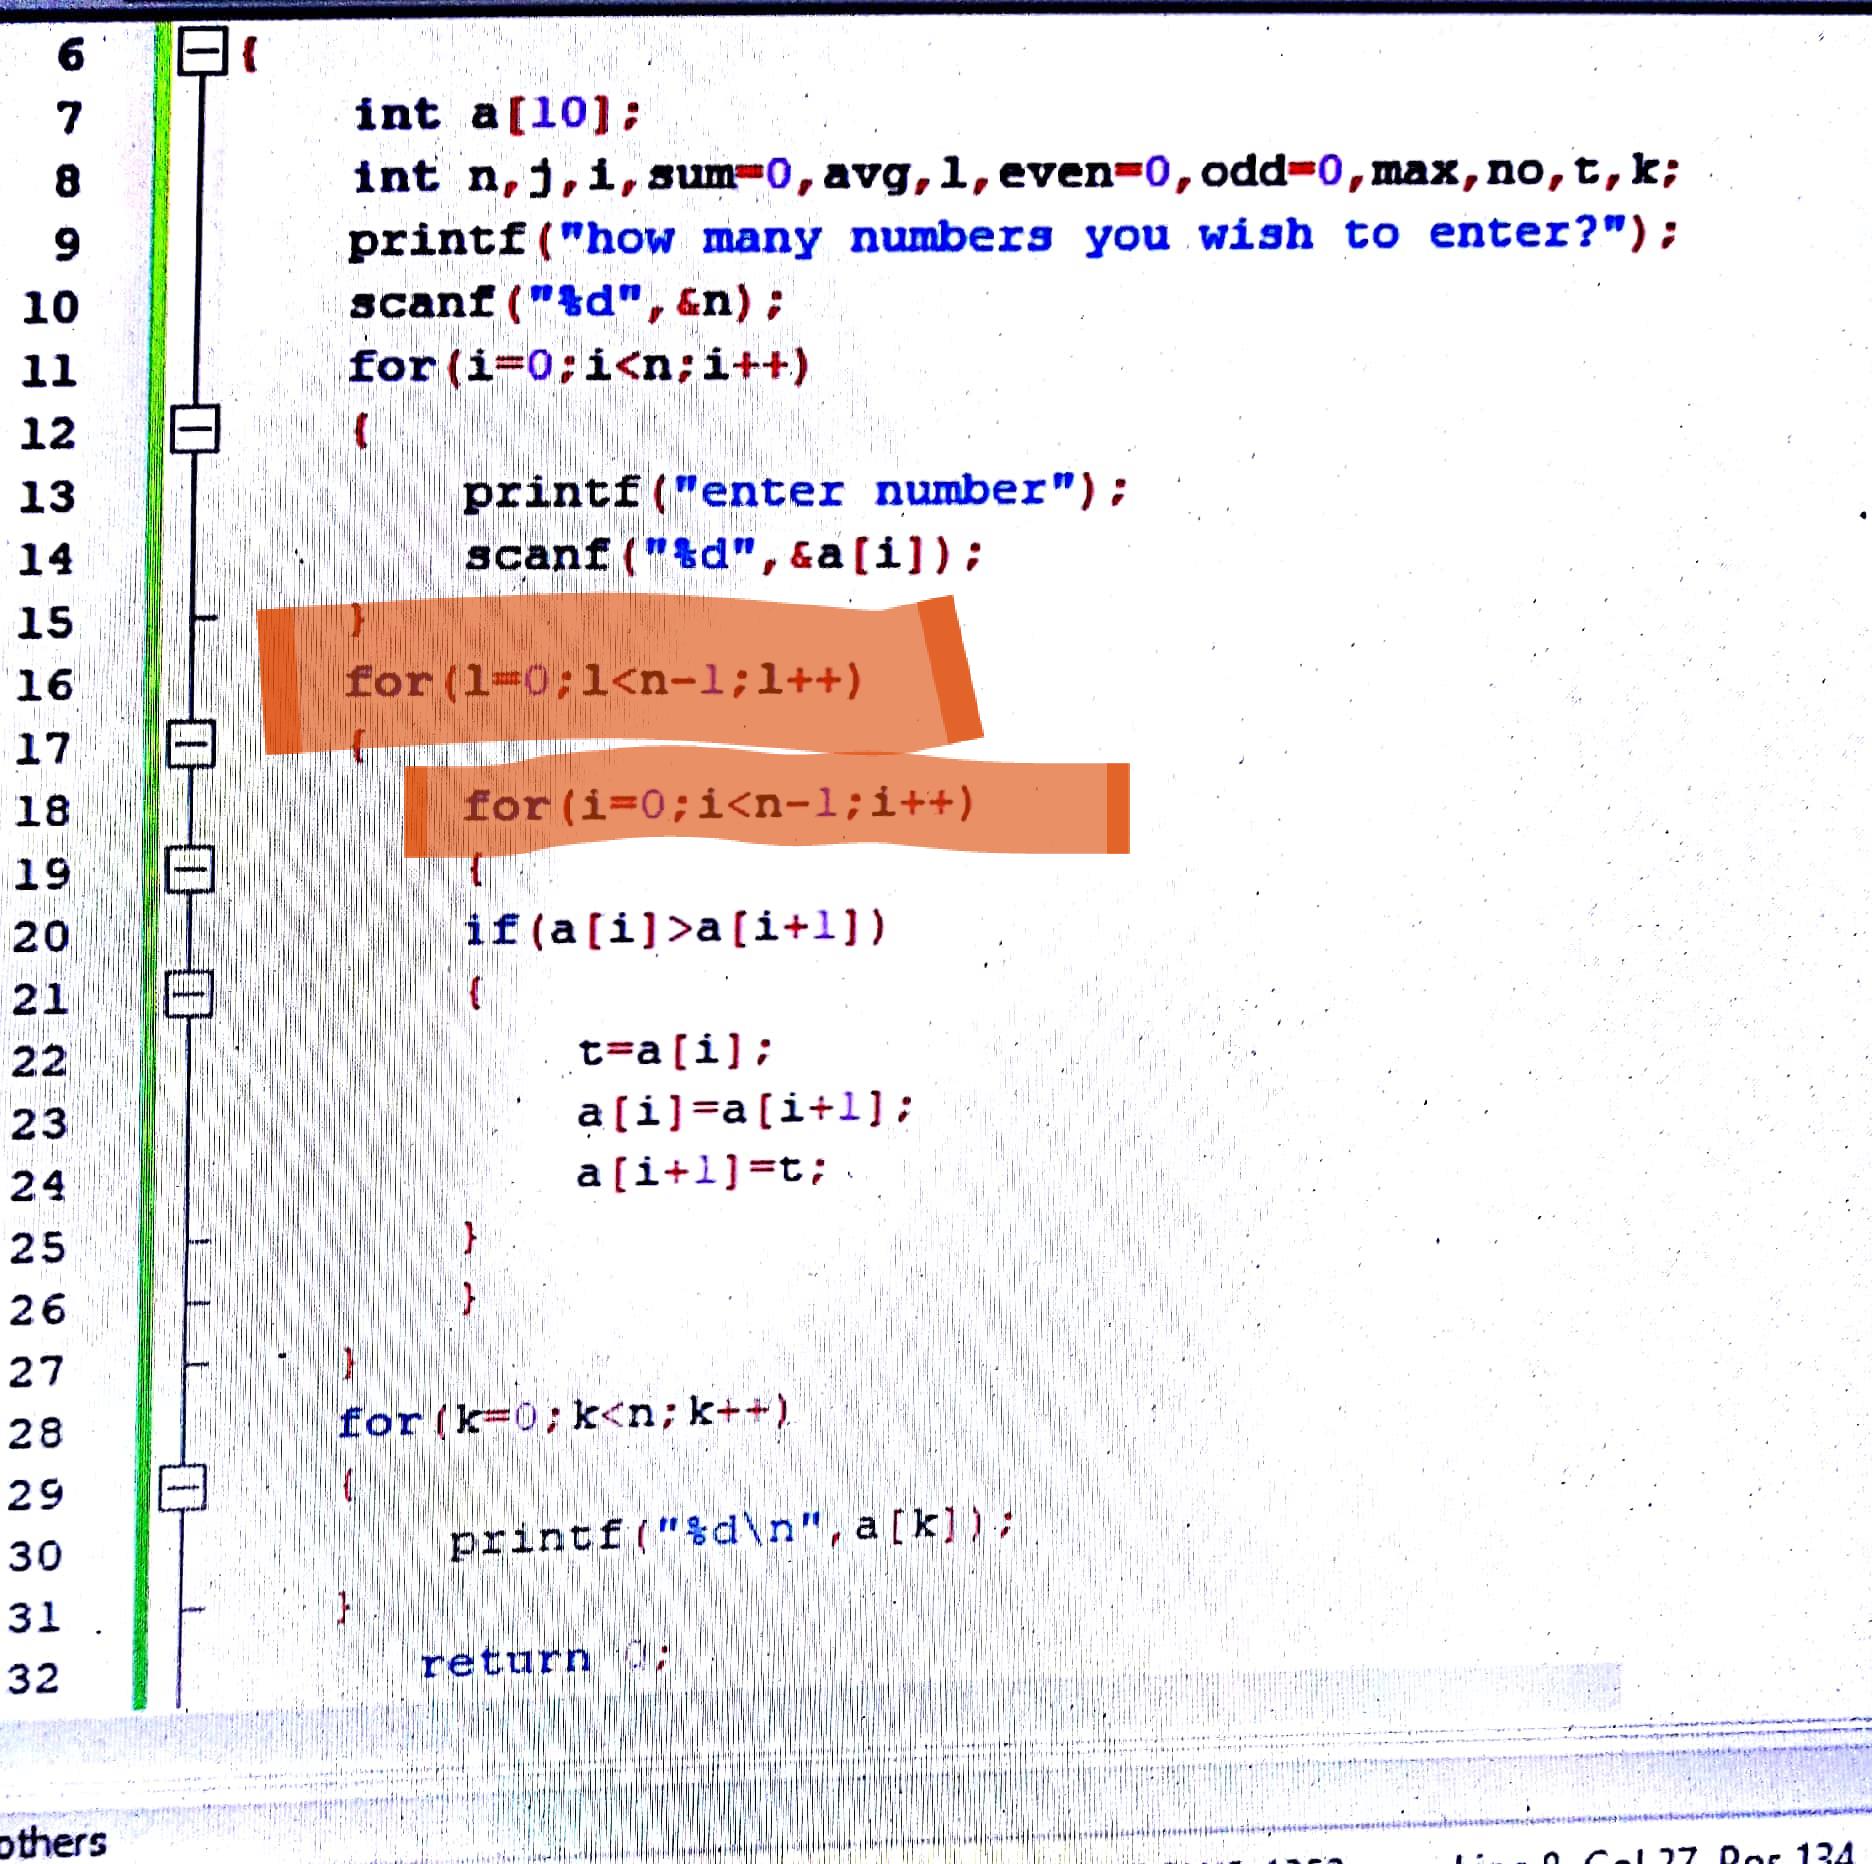 6 {
7 int a[10];
8 int n,j,i,sum=0,avg,l,even=0,odd=0,max,no,t,k;
9 printf("how many numbers you wish to enter?");
10 scanf("%d",&n);
11 for(i=0;i<n;i++)
12 {
13 printf("enter number");
14 scanf("%d",&a[i]);
15 }
16 for(l=0;l<n-1;l++)
17 {
18 for(i=0;i<n-1;i++)
19 {
20 if(a[i]>a[i+1])
21 {
22 t=a[i];
23 a[i]=a[i+1];
24 a[i+1]=t;
25 }
26 }
27 }
28 for(k=0;k<n;k++)
29 {
30 printf("%d\n",a[k]);
31 }
32 return 0;
others
Col 27 Pos 134